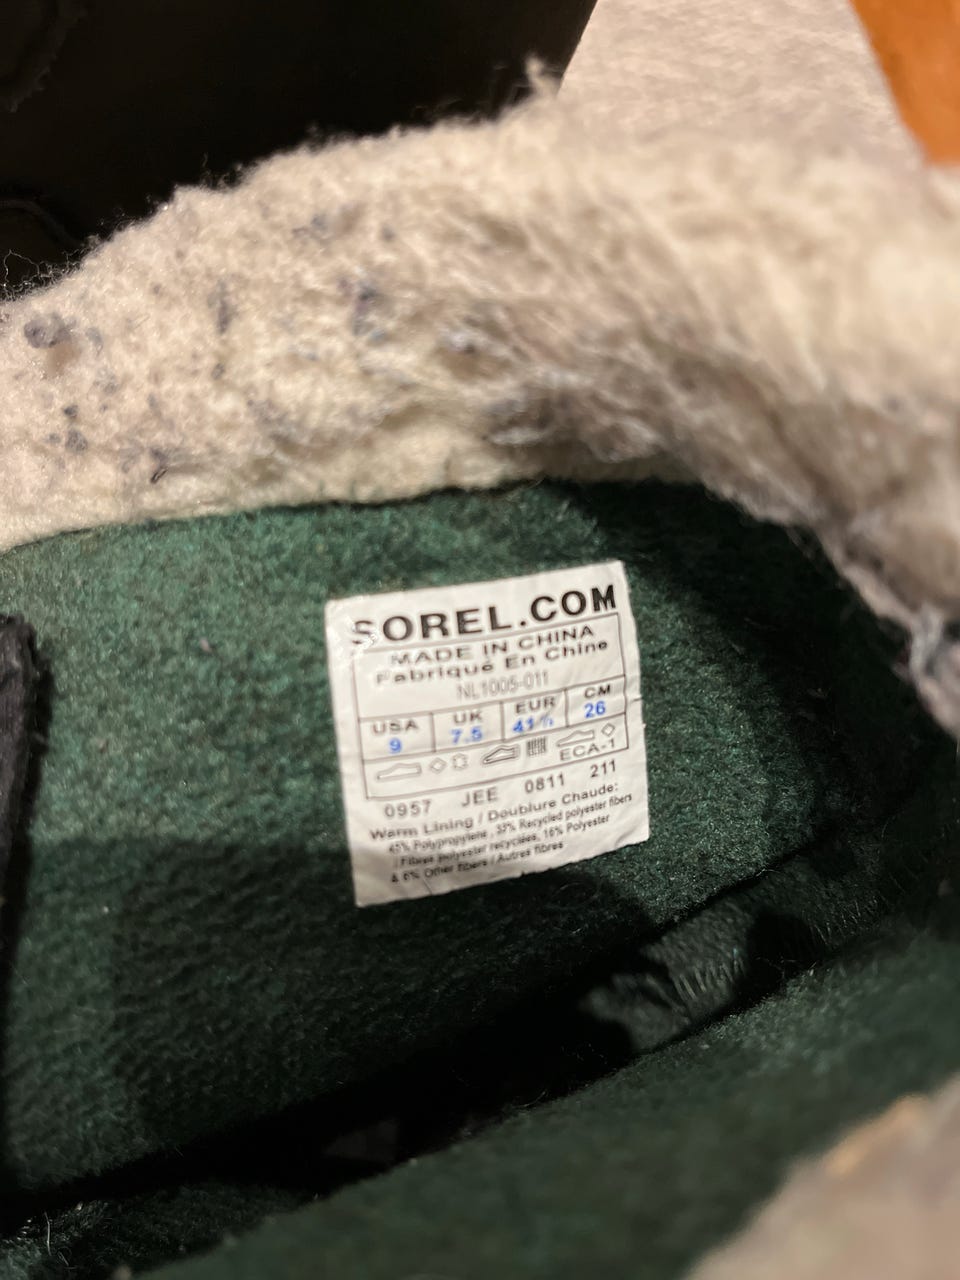 SOREL.COM
MADE IN CHINA
Fabriqué En Chine
NL1005-011
USA UK EUR CM
9 7.5 41½ 26
ECA-1
0957 JEE 0811 211
Warm Lining / Doublure Chaude:
45% Polypropylene, 33% Recycled polyester fibers
/ Fibres polyester recyclées, 16% Polyester
& 6% Other fibers / Autres fibres